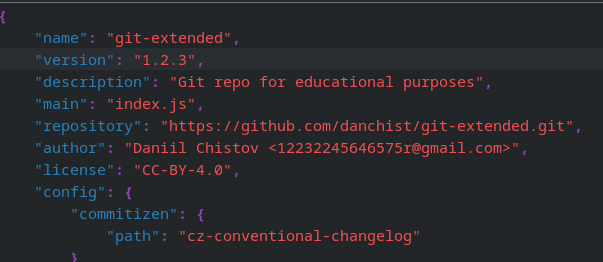 {
"name": "git-extended",
"version": "1.2.3",
"description": "Git repo for educational purposes",
"main": "index.js",
"repository": "https://github.com/danchist/git-extended.git",
"author": "Daniil Chistov <12232245646575r@gmail.com>",
"license": "CC-BY-4.0",
"config": {
"commitizen": {
"path": "cz-conventional-changelog"
}